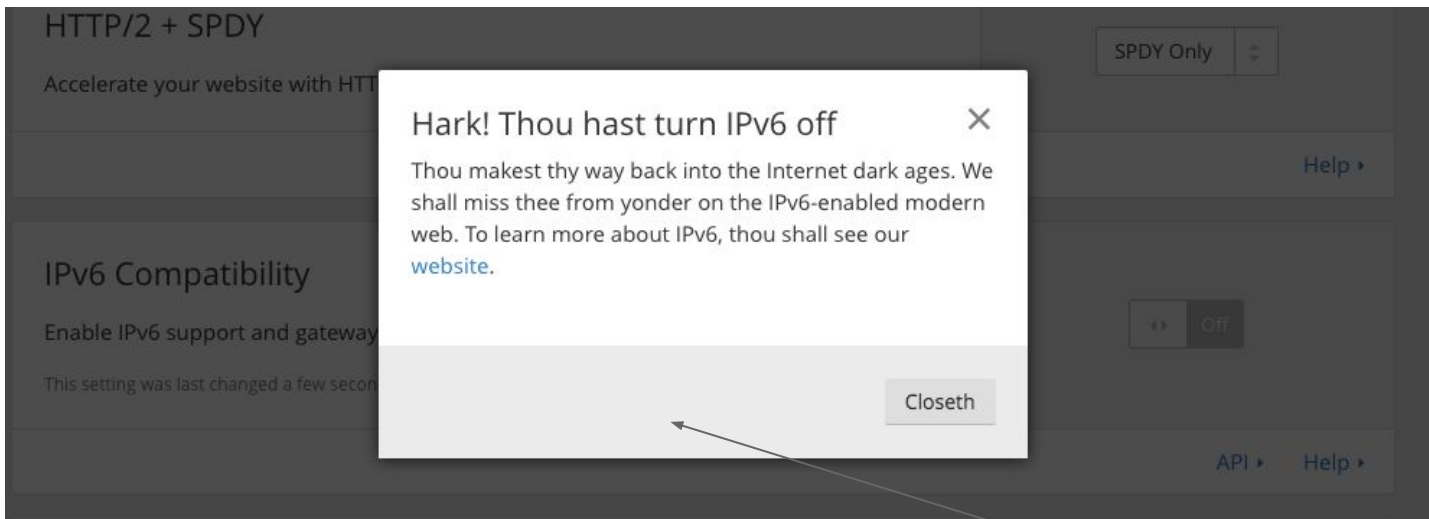 HTTP/2 + SPDY
SPDY Only
Accelerate your website with HTT
Hark! Thou hast turn IPv6 off
Thou makest thy way back into the Internet dark ages. We
shall miss thee from yonder on the IPv6-enabled modern
web. To learn more about IPv6, thou shall see our
website.
Help
IPv6 Compatibility
Enable IPv6 support and gateway
Off
This setting was last changed a few secon
Closeth
API
Help